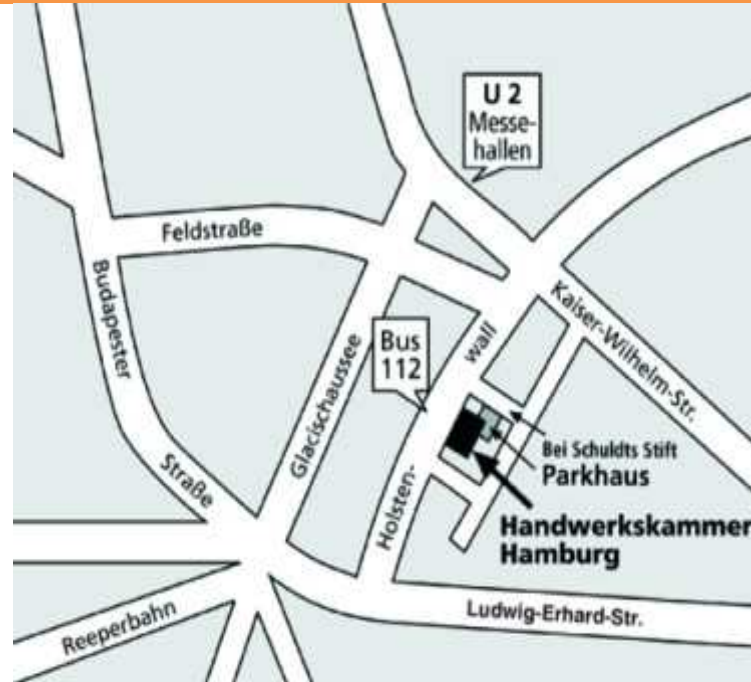 U 2
Messe-
hallen
Feldstraße
Budapester
Straße
Kaiser-Wilhelm-Str.
Bus
112
wall
Holsten-
Glacischaussee
Bei Schuldts Stift
Parkhaus
Handwerkskammer
Hamburg
Ludwig-Erhard-Str.
Reeperbahn